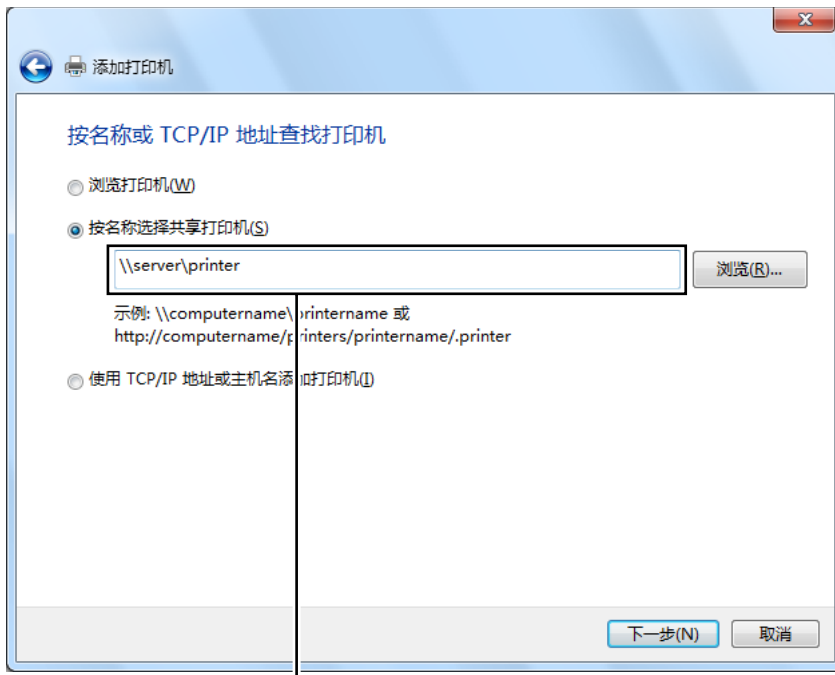 添加打印机
按名称或 TCP/IP 地址查找打印机
浏览打印机(W)
按名称选择共享打印机(S)
\\server\printer
浏览(R)...
示例: \\computername\printername 或
http://computername/printers/printername/.printer
使用 TCP/IP 地址或主机名添加打印机(I)
下一步(N)
取消